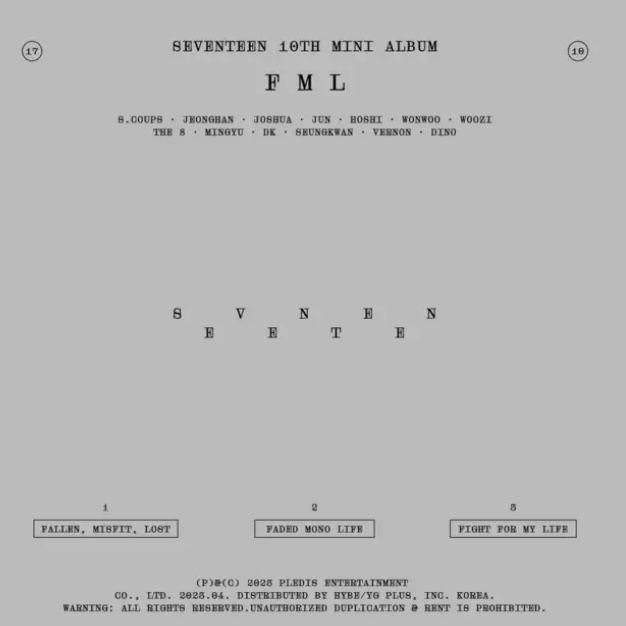 17
SEVENTEEN 10TH MINI ALBUM
10
F M L
S.COUPS · JEONGHAN · JOSHUA · JUN · HOSHI · WONWOO · WOOZI
THE 8 · MINGYU · DK · SEUNGKWAN · VERNON · DINO
S V N E N
E E T E
1
FALLEN, MISFIT, LOST
2
FADED MONO LIFE
3
FIGHT FOR MY LIFE
(P)&(C) 2023 PLEDIS ENTERTAINMENT
CO., LTD. 2023.04. DISTRIBUTED BY HYBE/YG PLUS, INC. KOREA.
WARNING: ALL RIGHTS RESERVED.UNAUTHORIZED DUPLICATION & RENT IS PROHIBITED.